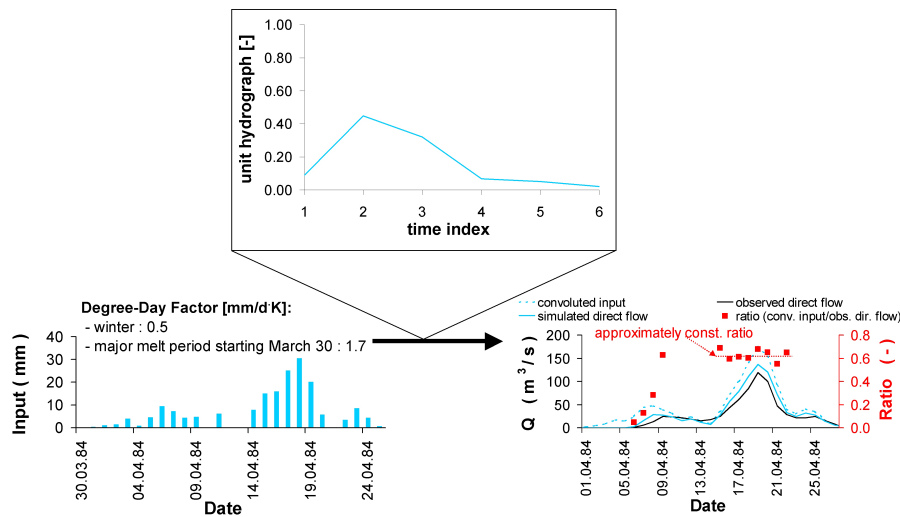 1.00
0.80
0.60
0.40
0.20
0.00
unit hydrograph [-]
1 2 3 4 5 6
time index
Degree-Day Factor [mm/d·K]:
- winter : 0.5
- major melt period starting March 30 : 1.7
40
30
20
10
0
Input ( mm )
30.03.84 04.04.84 09.04.84 14.04.84 19.04.84 24.04.84
Date
convoluted input observed direct flow
simulated direct flow ratio (conv. input/obs. dir. flow)
approximately const. ratio
200
150
100
50
0
Q ( m³ / s )
0.8
0.6
0.4
0.2
0.0
Ratio ( - )
01.04.84 05.04.84 09.04.84 13.04.84 17.04.84 21.04.84 25.04.84
Date